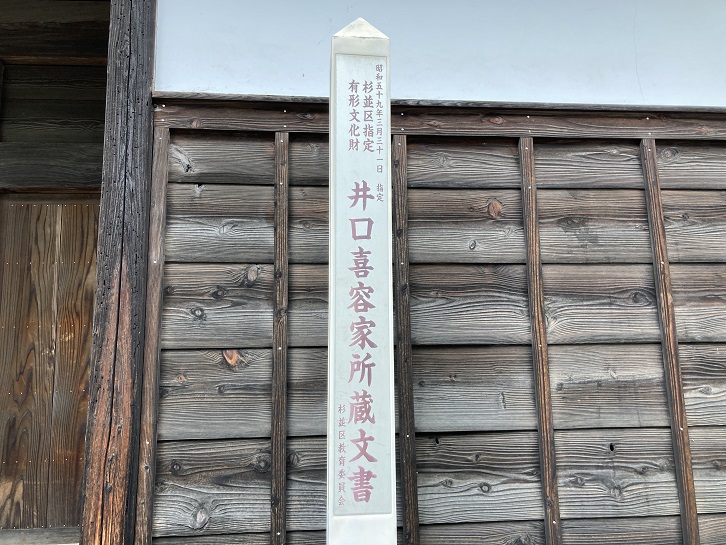 昭和五十九年三月三十一日 指定
杉並区指定
有形文化財
井口喜容家所蔵文書
杉並区教育委員会